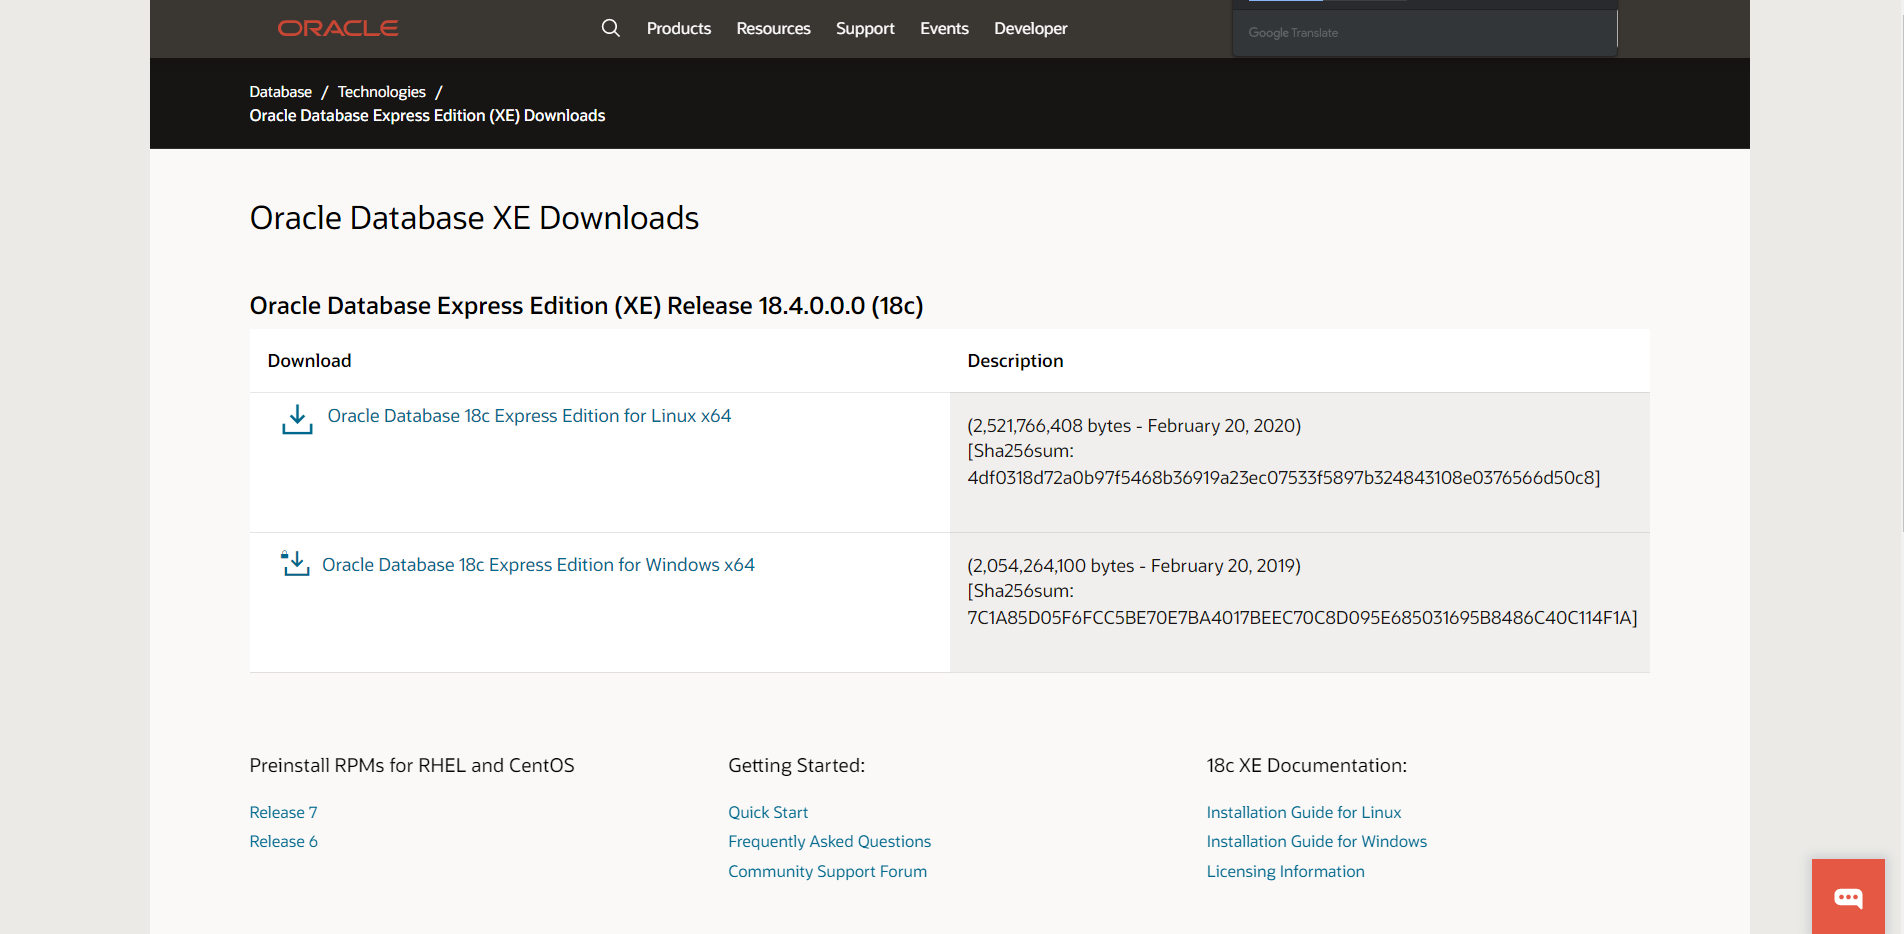 ORACLE
Products
Resources
Support
Events
Developer
Google Translate
Database / Technologies /
Oracle Database Express Edition (XE) Downloads
Oracle Database XE Downloads
Oracle Database Express Edition (XE) Release 18.4.0.0.0 (18c)
Download
Description
Oracle Database 18c Express Edition for Linux x64
(2,521,766,408 bytes - February 20, 2020)
[Sha256sum:
4df0318d72a0b97f5468b36919a23ec07533f5897b324843108e0376566d50c8]
Oracle Database 18c Express Edition for Windows x64
(2,054,264,100 bytes - February 20, 2019)
[Sha256sum:
7C1A85D05F6FCC5BE70E7BA4017BEEC70C8D095E685031695B8486C40C114F1A]
Preinstall RPMs for RHEL and CentOS
Release 7
Release 6
Getting Started:
Quick Start
Frequently Asked Questions
Community Support Forum
18c XE Documentation:
Installation Guide for Linux
Installation Guide for Windows
Licensing Information